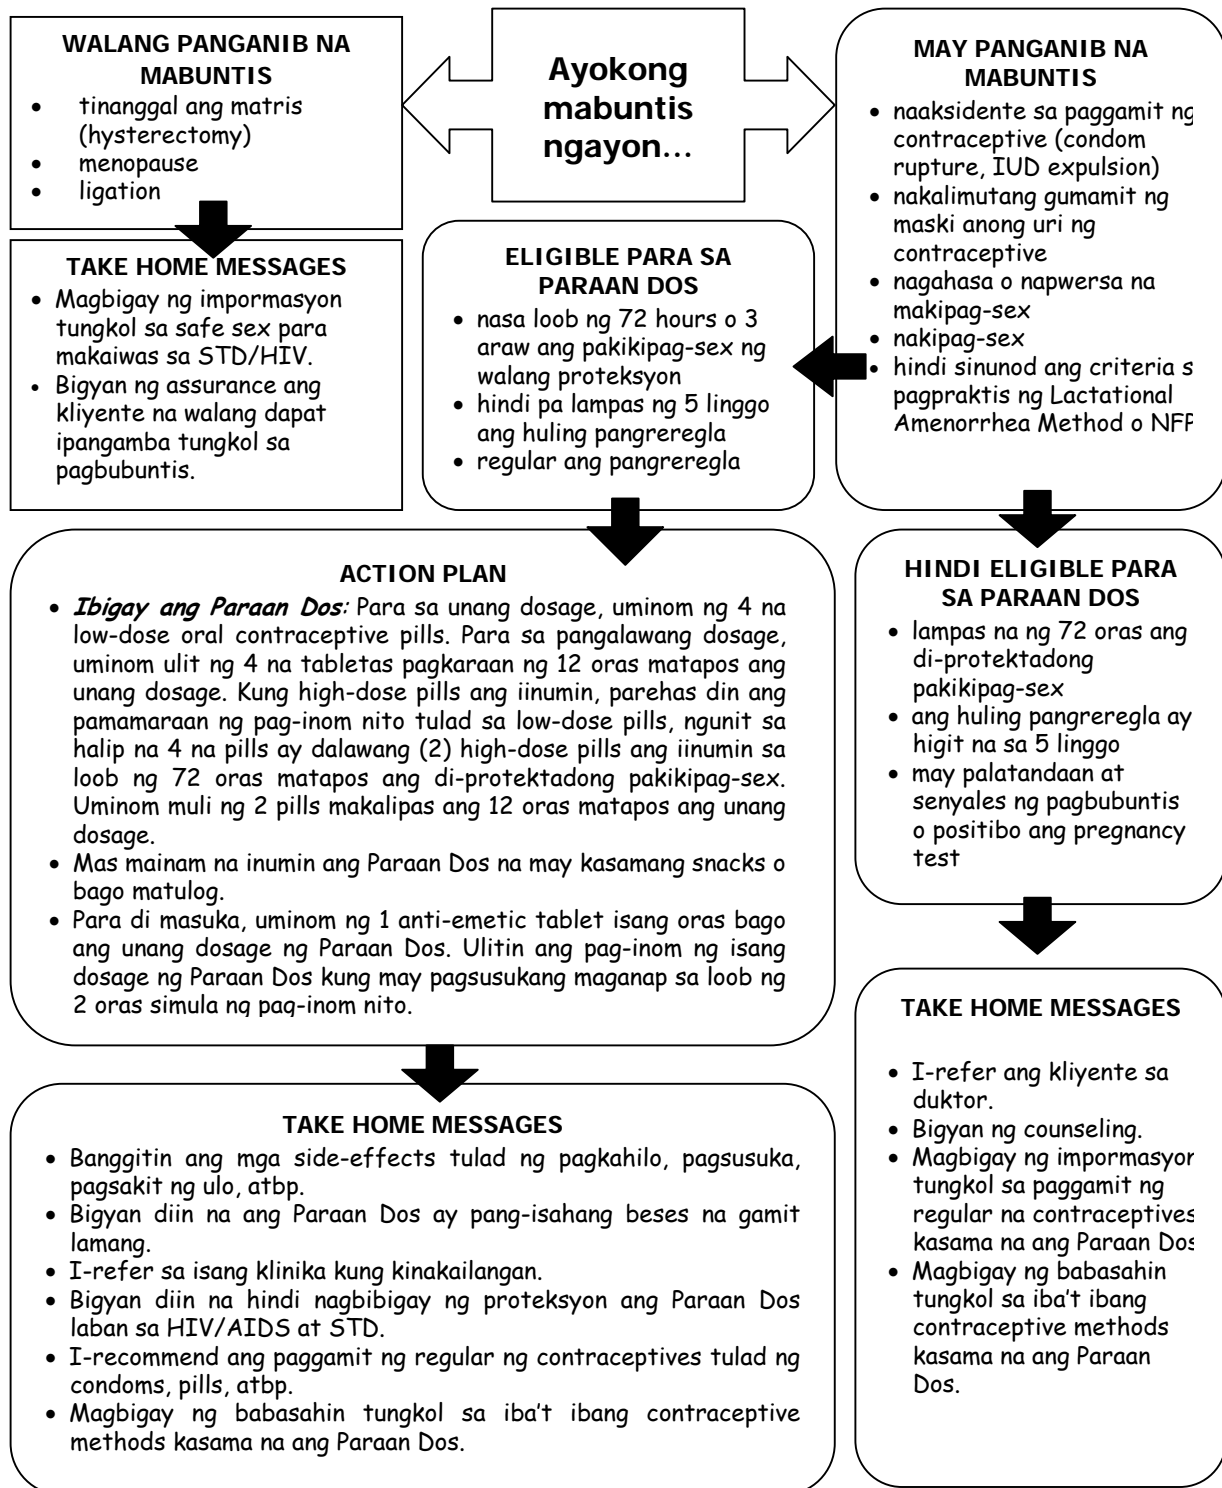 Ayokong
mabuntis
ngayon...
WALANG PANGANIB NA
MABUNTIS
• tinanggal ang matris
(hysterectomy)
• menopause
• ligation
TAKE HOME MESSAGES
• Magbigay ng impormasyon
tungkol sa safe sex para
makaiwas sa STD/HIV.
• Bigyan ng assurance ang
kliyente na walang dapat
ipangamba tungkol sa
pagbubuntis.
MAY PANGANIB NA
MABUNTIS
• naaksidente sa paggamit ng
contraceptive (condom
rupture, IUD expulsion)
• nakalimutang gumamit ng
maski anong uri ng
contraceptive
• nagahasa o napwersa na
makipag-sex
• nakipag-sex
• hindi sinunod ang criteria s
pagpraktis ng Lactational
Amenorrhea Method o NFP
ELIGIBLE PARA SA
PARAAN DOS
• nasa loob ng 72 hours o 3
araw ang pakikipag-sex ng
walang proteksyon
• hindi pa lampas ng 5 linggo
ang huling pangreregla
• regular ang pangreregla
ACTION PLAN
• Ibigay ang Paraan Dos: Para sa unang dosage, uminom ng 4 na
low-dose oral contraceptive pills. Para sa pangalawang dosage,
uminom ulit ng 4 na tabletas pagkaraan ng 12 oras matapos ang
unang dosage. Kung high-dose pills ang iinumin, parehas din ang
pamamaraan ng pag-inom nito tulad sa low-dose pills, ngunit sa
halip na 4 na pills ay dalawang (2) high-dose pills ang iinumin sa
loob ng 72 oras matapos ang di-protektadong pakikipag-sex.
Uminom muli ng 2 pills makalipas ang 12 oras matapos ang unang
dosage.
• Mas mainam na inumin ang Paraan Dos na may kasamang snacks o
bago matulog.
• Para di masuka, uminom ng 1 anti-emetic tablet isang oras bago
ang unang dosage ng Paraan Dos. Ulitin ang pag-inom ng isang
dosage ng Paraan Dos kung may pagsusukang maganap sa loob ng
2 oras simula ng pag-inom nito.
TAKE HOME MESSAGES
• Banggitin ang mga side-effects tulad ng pagkahilo, pagsusuka,
pagsakit ng ulo, atbp.
• Bigyan diin na ang Paraan Dos ay pang-isahang beses na gamit
lamang.
• I-refer sa isang klinika kung kinakailangan.
• Bigyan diin na hindi nagbibigay ng proteksyon ang Paraan Dos
laban sa HIV/AIDS at STD.
• I-recommend ang paggamit ng regular ng contraceptives tulad ng
condoms, pills, atbp.
• Magbigay ng babasahin tungkol sa iba't ibang contraceptive
methods kasama na ang Paraan Dos.
HINDI ELIGIBLE PARA
SA PARAAN DOS
• lampas na ng 72 oras ang
di-protektadong
pakikipag-sex
• ang huling pangreregla ay
higit na sa 5 linggo
• may palatandaan at
senyales ng pagbubuntis
o positibo ang pregnancy
test
TAKE HOME MESSAGES
• I-refer ang kliyente sa
duktor.
• Bigyan ng counseling.
• Magbigay ng impormasyon
tungkol sa paggamit ng
regular na contraceptives
kasama na ang Paraan Dos
• Magbigay ng babasahin
tungkol sa iba't ibang
contraceptive methods
kasama na ang Paraan
Dos.